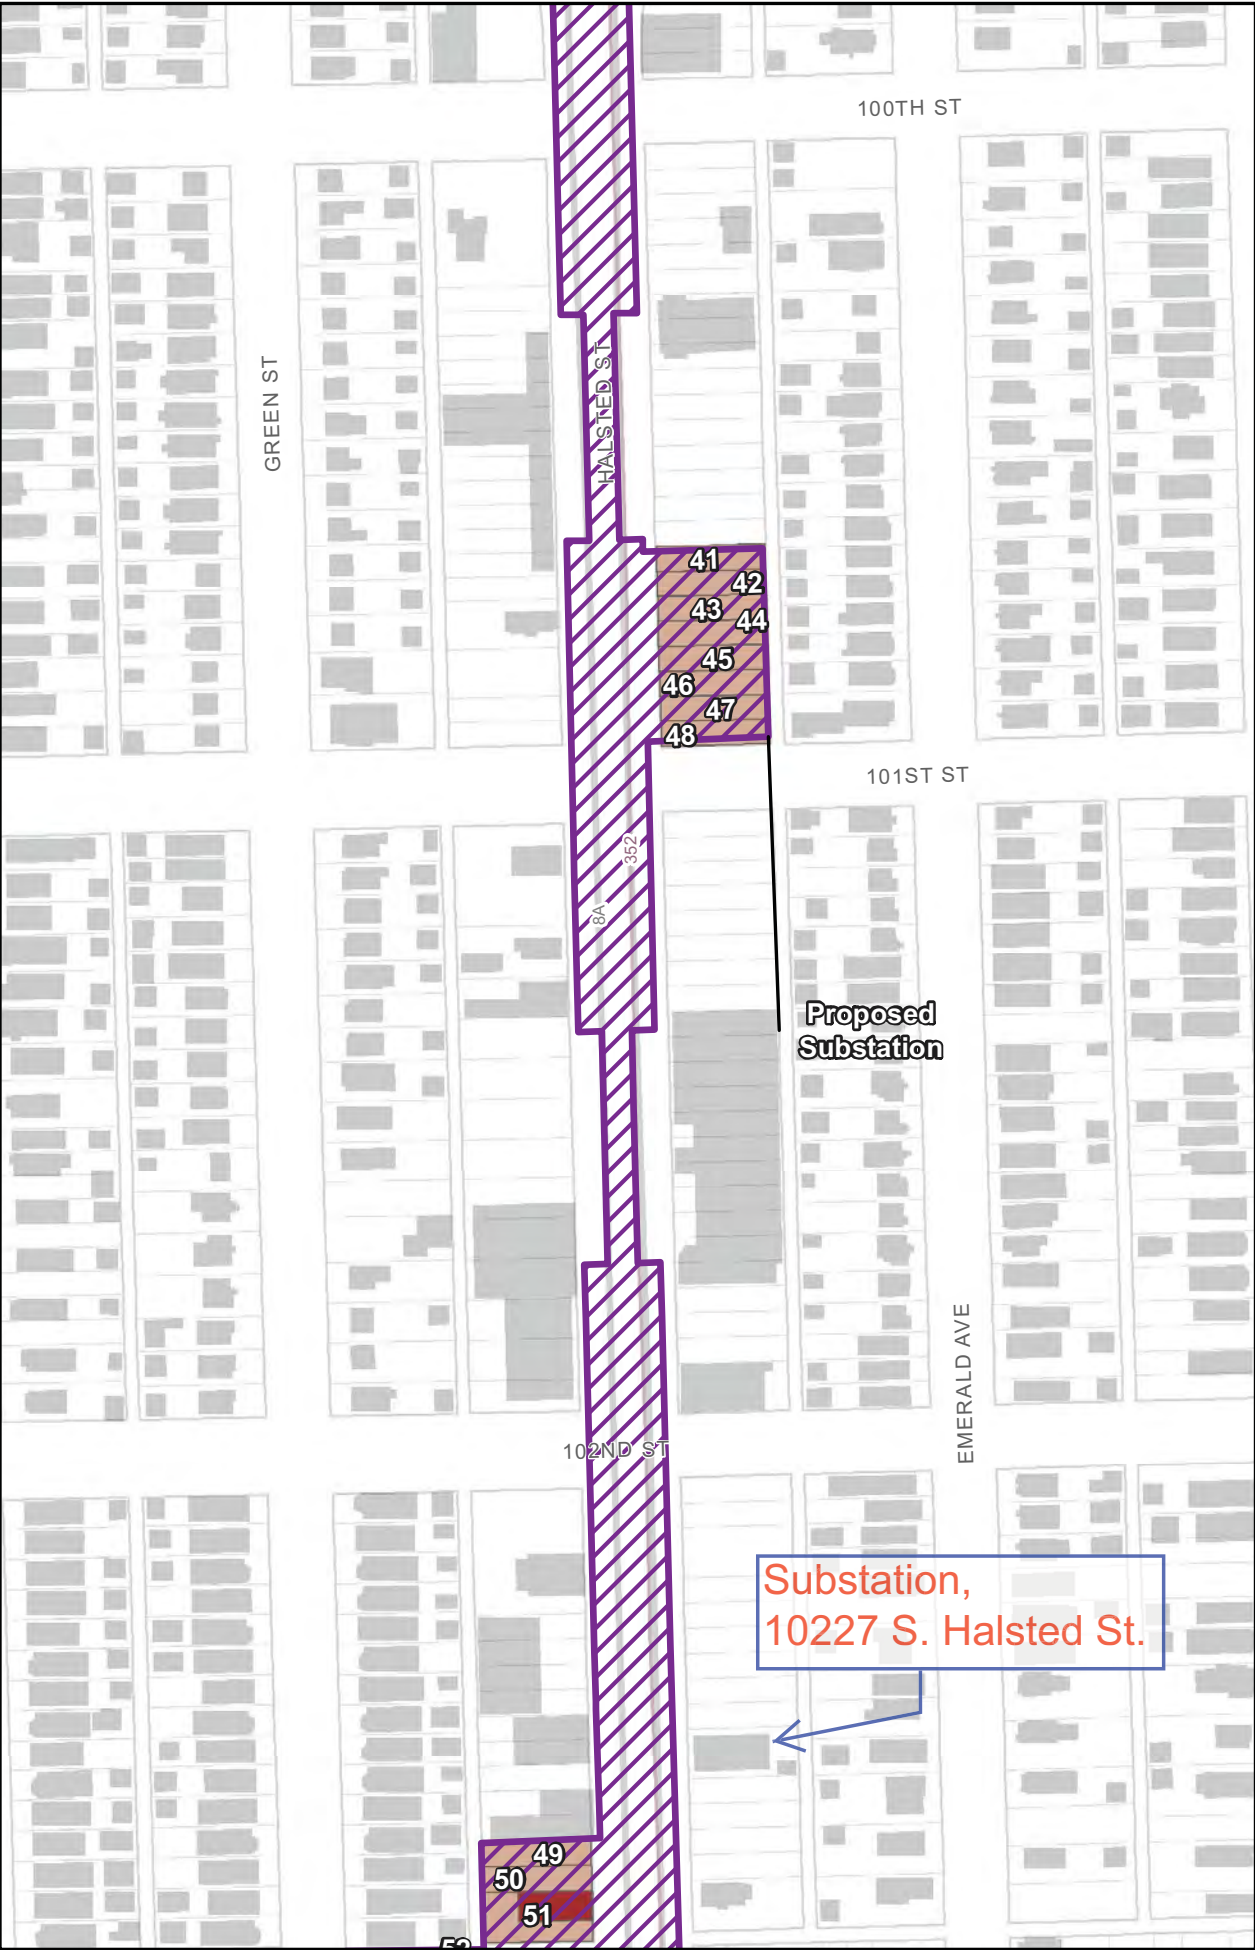 100TH ST
GREEN ST
HALSTED ST
41
42
43
44
45
46
47
48
101ST ST
352
8A
Proposed
Substation
EMERALD AVE
102ND ST
Substation,
10227 S. Halsted St.
49
50
51
52